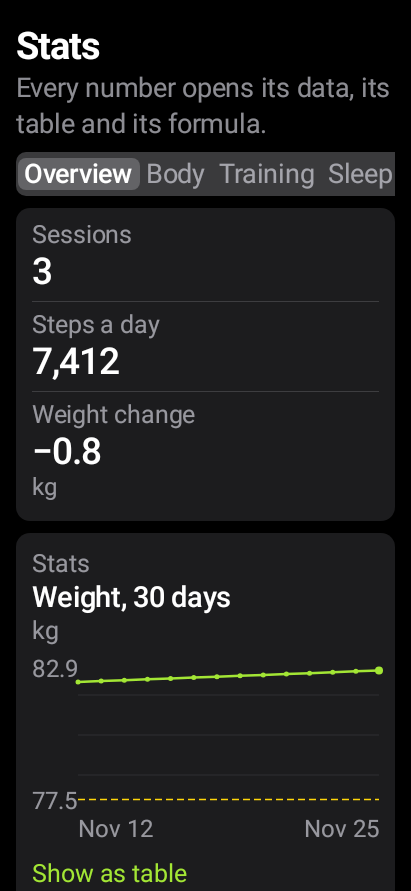 Stats
Every number opens its data, its
table and its formula.
Overview Body Training Sleep
Sessions
3
Steps a day
7,412
Weight change
−0.8
kg
Stats
Weight, 30 days
kg
82.9
77.5
Nov 12 Nov 25
Show as table